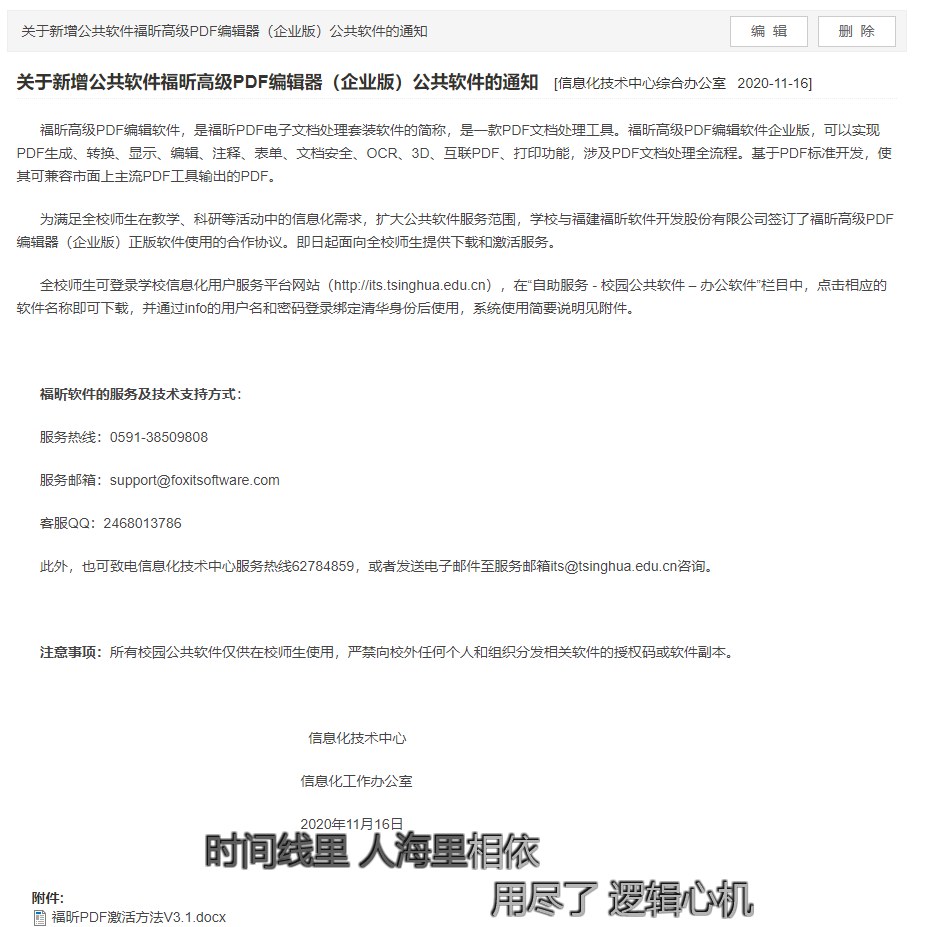 关于新增公共软件福昕高级PDF编辑器（企业版）公共软件的通知
编 辑
删 除
关于新增公共软件福昕高级PDF编辑器（企业版）公共软件的通知 [信息化技术中心综合办公室 2020-11-16]
福昕高级PDF编辑软件，是福昕PDF电子文档处理套装软件的简称，是一款PDF文档处理工具。福昕高级PDF编辑软件企业版，可以实现
PDF生成、转换、显示、编辑、注释、表单、文档安全、OCR、3D、互联PDF、打印功能，涉及PDF文档处理全流程。基于PDF标准开发，使
其可兼容市面上主流PDF工具输出的PDF。
为满足全校师生在教学、科研等活动中的信息化需求，扩大公共软件服务范围，学校与福建福昕软件开发股份有限公司签订了福昕高级PDF
编辑器（企业版）正版软件使用的合作协议。即日起面向全校师生提供下载和激活服务。
全校师生可登录学校信息化用户服务平台网站（http://its.tsinghua.edu.cn），在“自助服务 - 校园公共软件 – 办公软件”栏目中，点击相应的
软件名称即可下载，并通过info的用户名和密码登录绑定清华身份后使用，系统使用简要说明见附件。
福昕软件的服务及技术支持方式：
服务热线：0591-38509808
服务邮箱：support@foxitsoftware.com
客服QQ：2468013786
此外，也可致电信息化技术中心服务热线62784859，或者发送电子邮件至服务邮箱its@tsinghua.edu.cn咨询。
注意事项：所有校园公共软件仅供在校师生使用，严禁向校外任何个人和组织分发相关软件的授权码或软件副本。
信息化技术中心
信息化工作办公室
2020年11月16日
时间线里 人海里相依
用尽了 逻辑心机
附件：
福昕PDF激活方法V3.1.docx